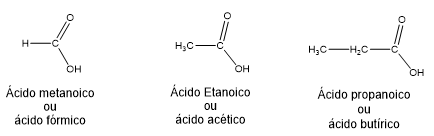 O
H
C
OH
O
H₃C
C
OH
O
H₃C
H₂C
C
OH
Ácido metanoico
ou
ácido fórmico
Ácido Etanoico
ou
ácido acético
Ácido propanoico
ou
ácido butírico